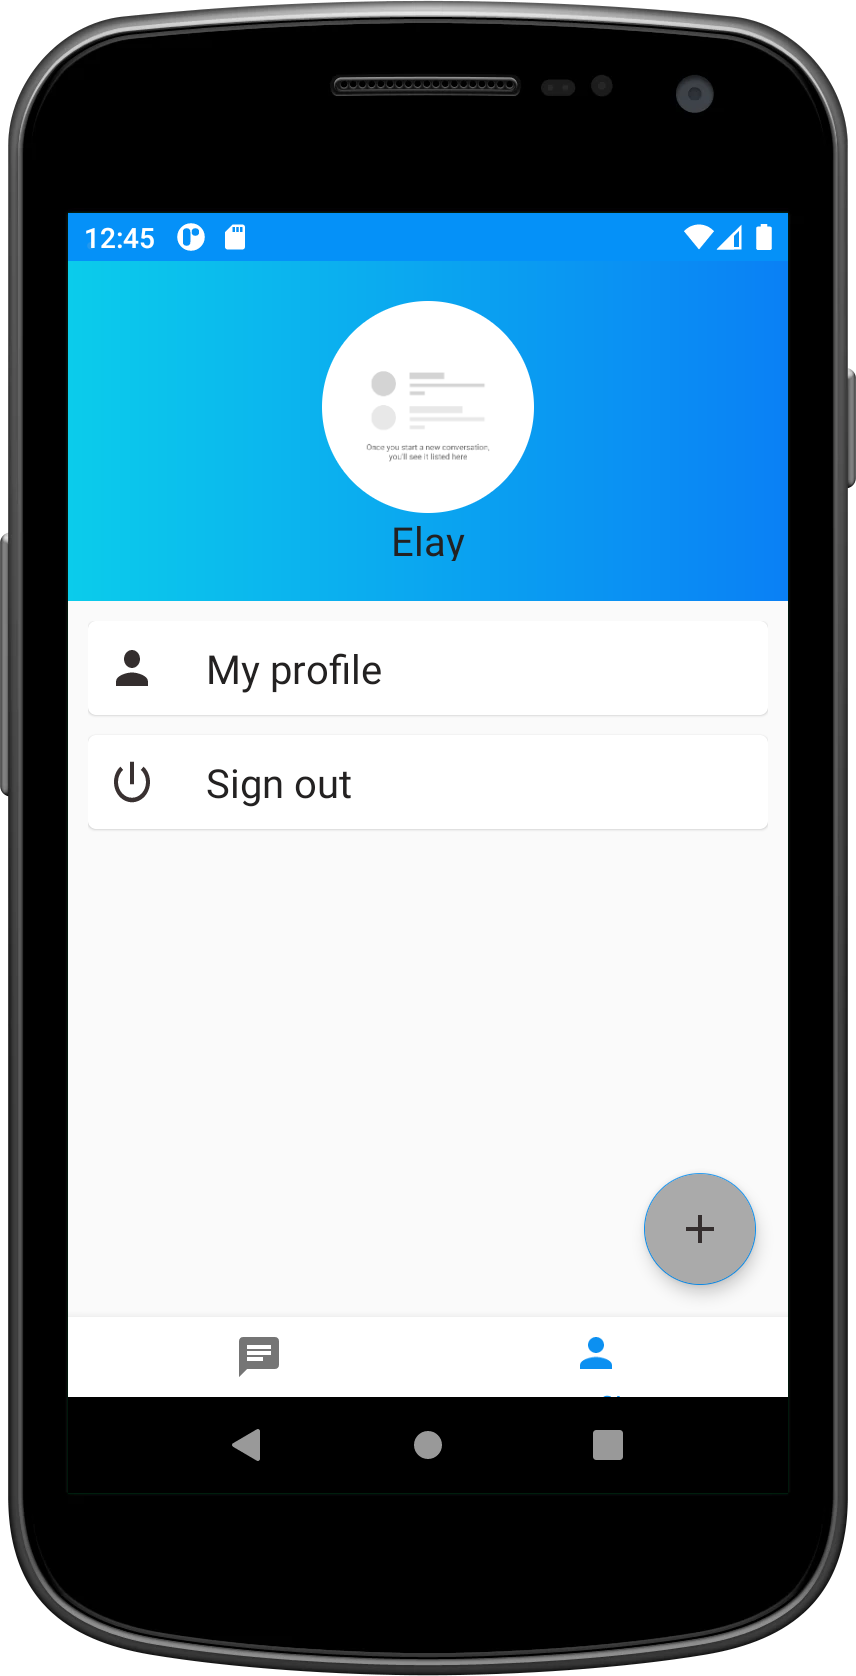 12:45
Once you start a new conversation,
you'll see it listed here
Elay
My profile
Sign out